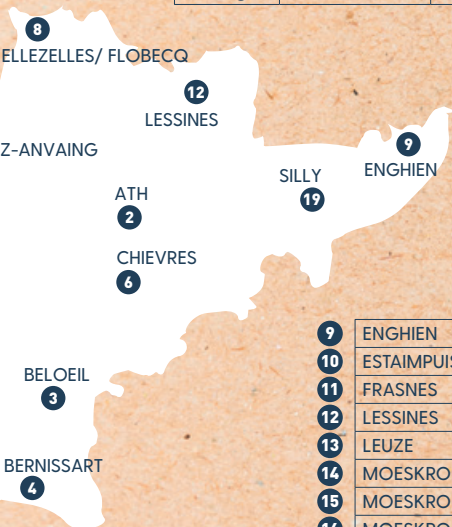 8
ELLEZELLES/ FLOBECQ
12
LESSINES
Z-ANVAING
9
ENGHIEN
SILLY
19
ATH
2
CHIEVRES
6
BELOEIL
3
BERNISSART
4
9 ENGHIEN
10 ESTAIMPUIS
11 FRASNES
12 LESSINES
13 LEUZE
14 MOESKRO
15 MOESKRO